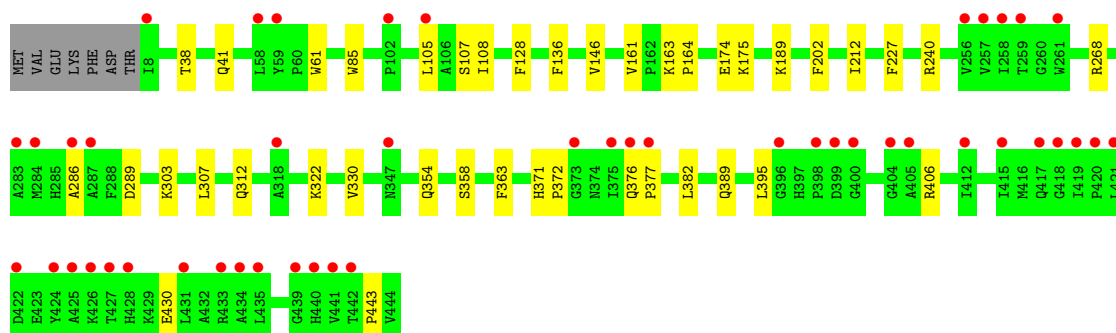 MET VAL GLU LYS PHE ASP THR I8 T38 Q41 L58 Y59 P60 W61 W85 P102 L105 A106 S107 I108 F128 F136 V146 V161 P162 K163 P164 E174 K175 K189 F202 I212 F227 R240 V256 V257 I258 T259 G260 W261 R268
A283 M284 H285 A286 A287 F288 D289 K303 L307 Q312 A318 K322 V330 N347 Q354 S358 F363 H371 P372 G373 N374 I375 Q376 P377 L382 Q389 L395 G396 H397 P398 D399 G400 G404 A405 R406 I412 I415 M416 Q417 G418 I419 P420 L421
D422 E423 Y424 A425 K426 T427 H428 K429 E430 L431 A432 R433 A434 L435 G439 H440 V441 T442 P443 V444